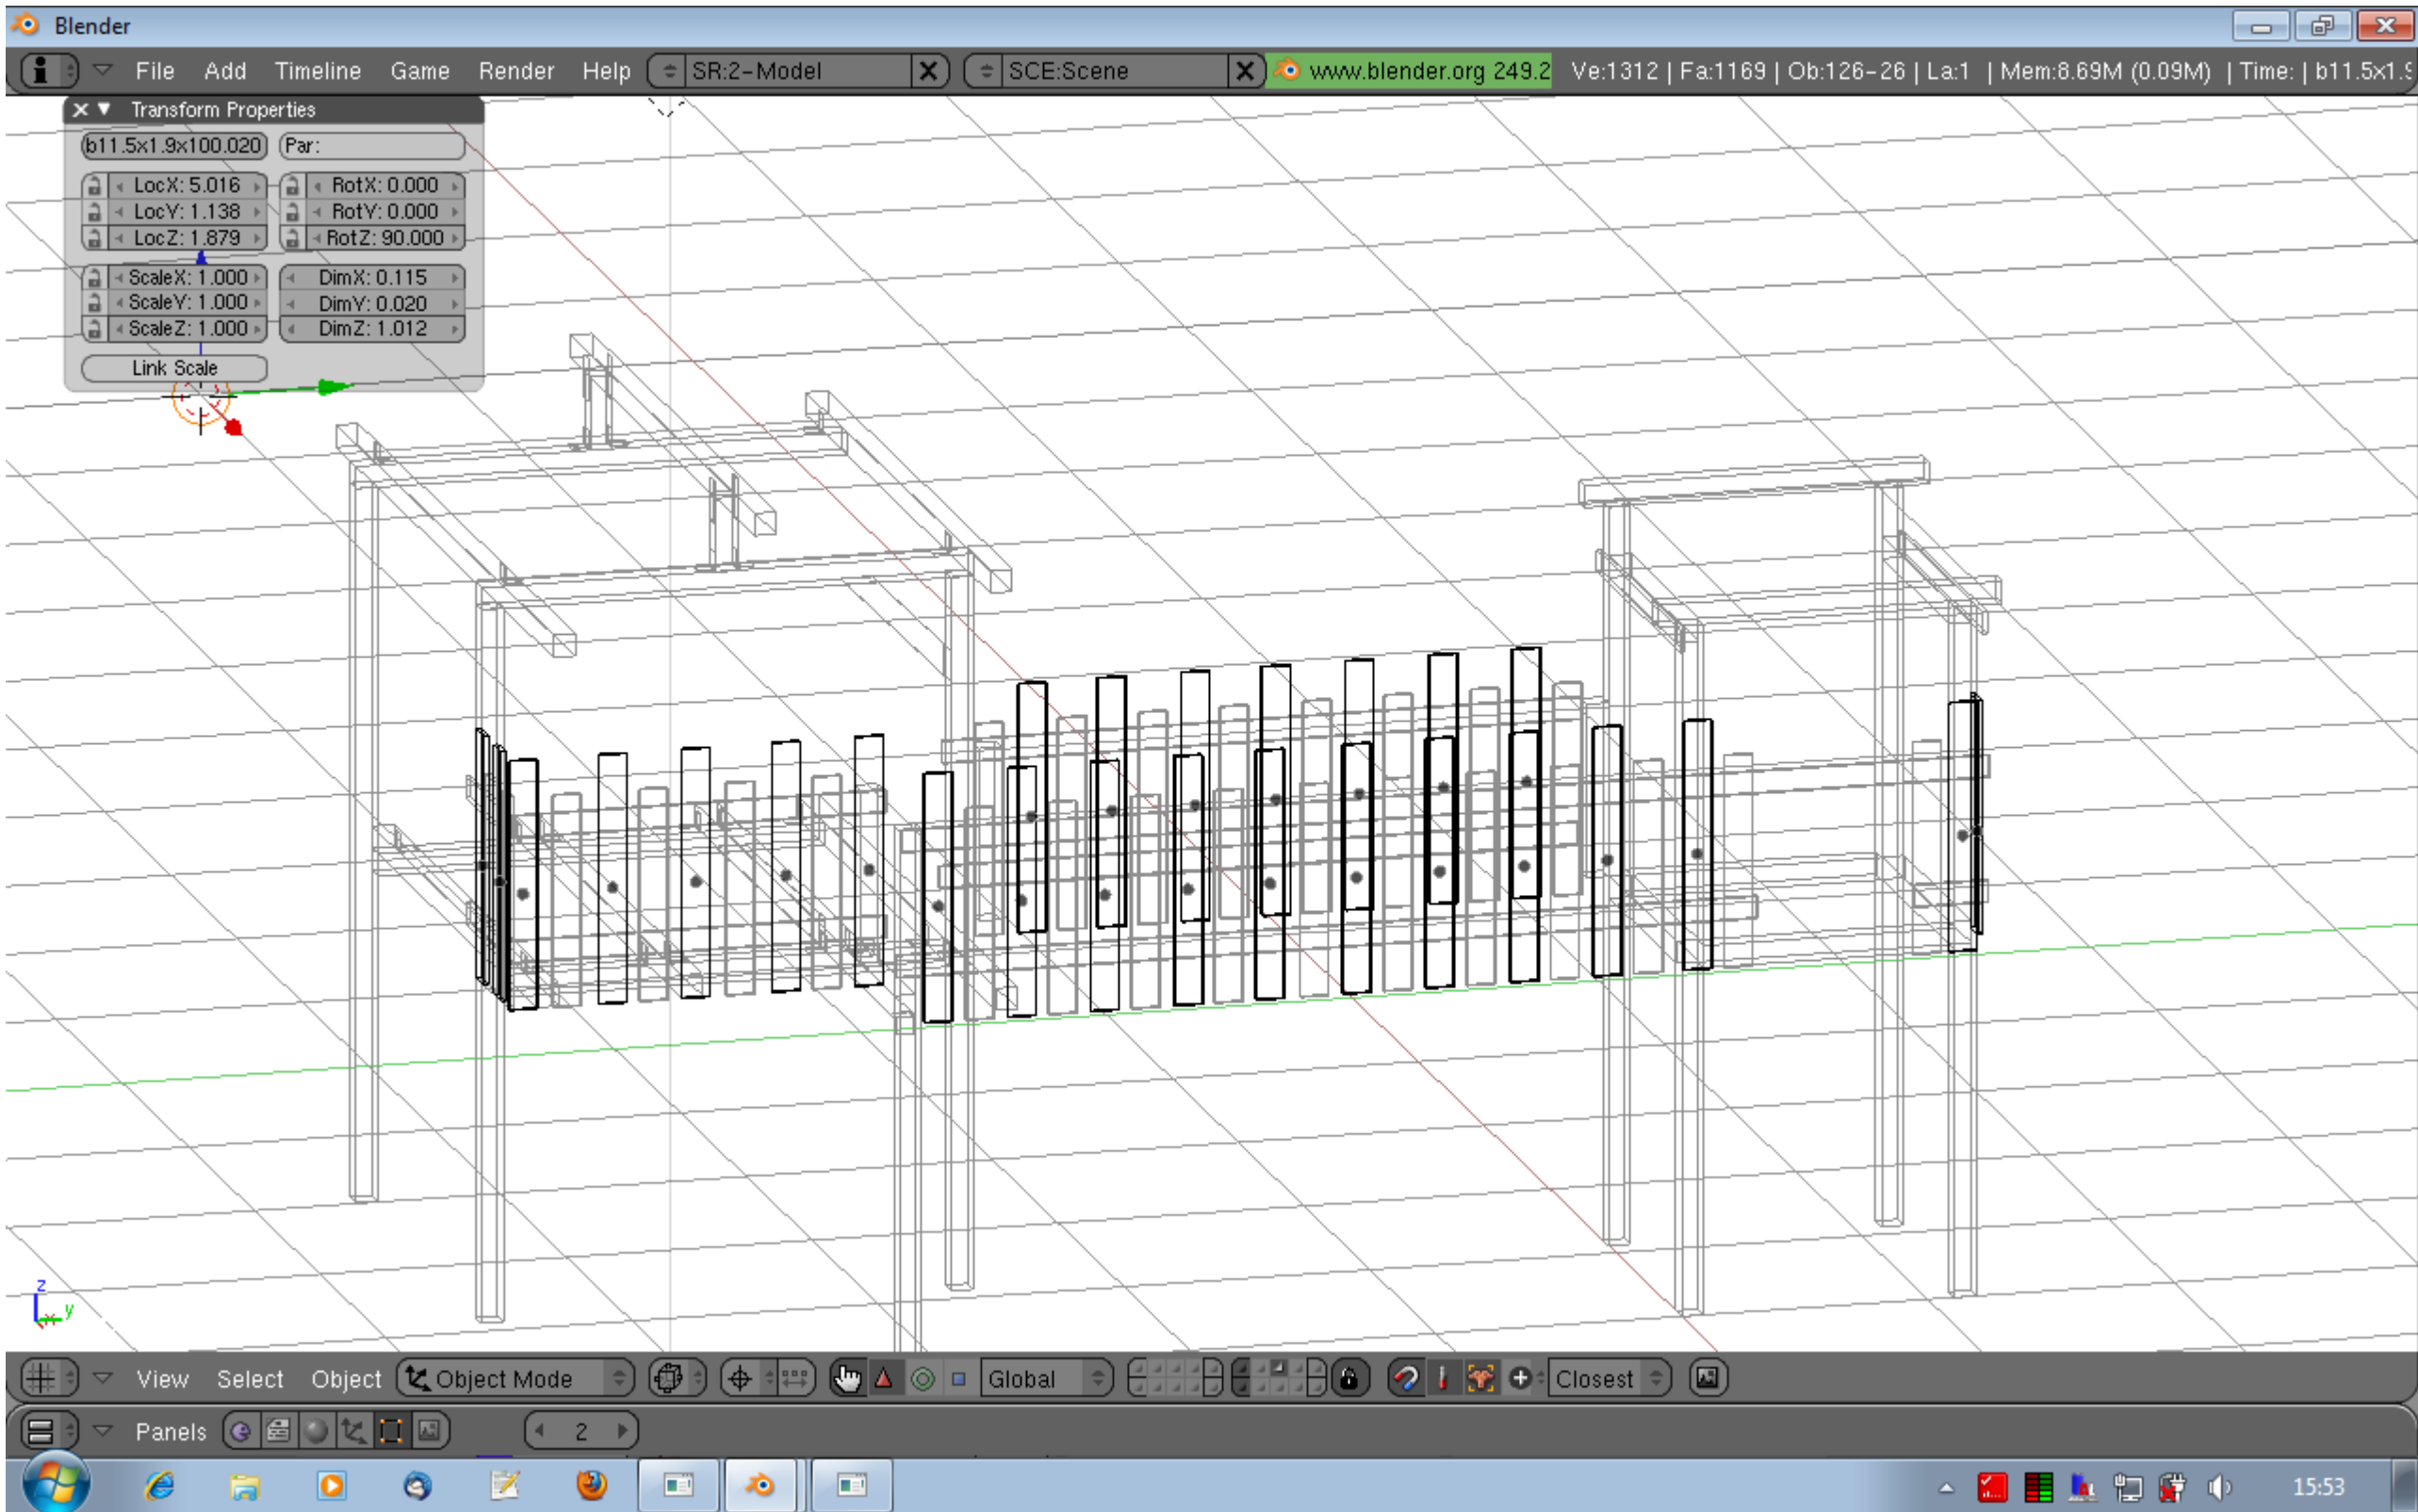 Blender
File Add Timeline Game Render Help SR:2-Model X SCE:Scene X www.blender.org 249.2 Ve:1312 | Fa:1169 | Ob:126-26 | La:1 | Mem:8.69M (0.09M) | Time: | b11.5x1.9
Transform Properties
b11.5x1.9x100.020 Par:
LocX: 5.016 RotX: 0.000
LocY: 1.138 RotY: 0.000
LocZ: 1.879 RotZ: 90.000
ScaleX: 1.000 DimX: 0.115
ScaleY: 1.000 DimY: 0.020
ScaleZ: 1.000 DimZ: 1.012
Link Scale
z
y
View Select Object Object Mode Global Closest
Panels 2
15:53